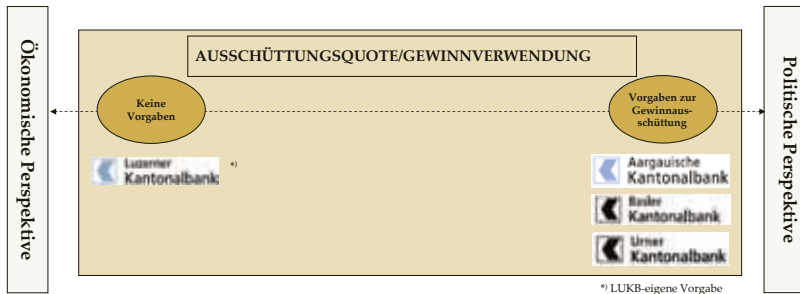 Ökonomische Perspektive
AUSSCHÜTTUNGSQUOTE/GEWINNVERWENDUNG
Keine
Vorgaben
Vorgaben zur
Gewinnaus-
schüttung
Luzerner
Kantonalbank
*)
Aargauische
Kantonalbank
Basler
Kantonalbank
Urner
Kantonalbank
Politische Perspektive
*) LUKB-eigene Vorgabe